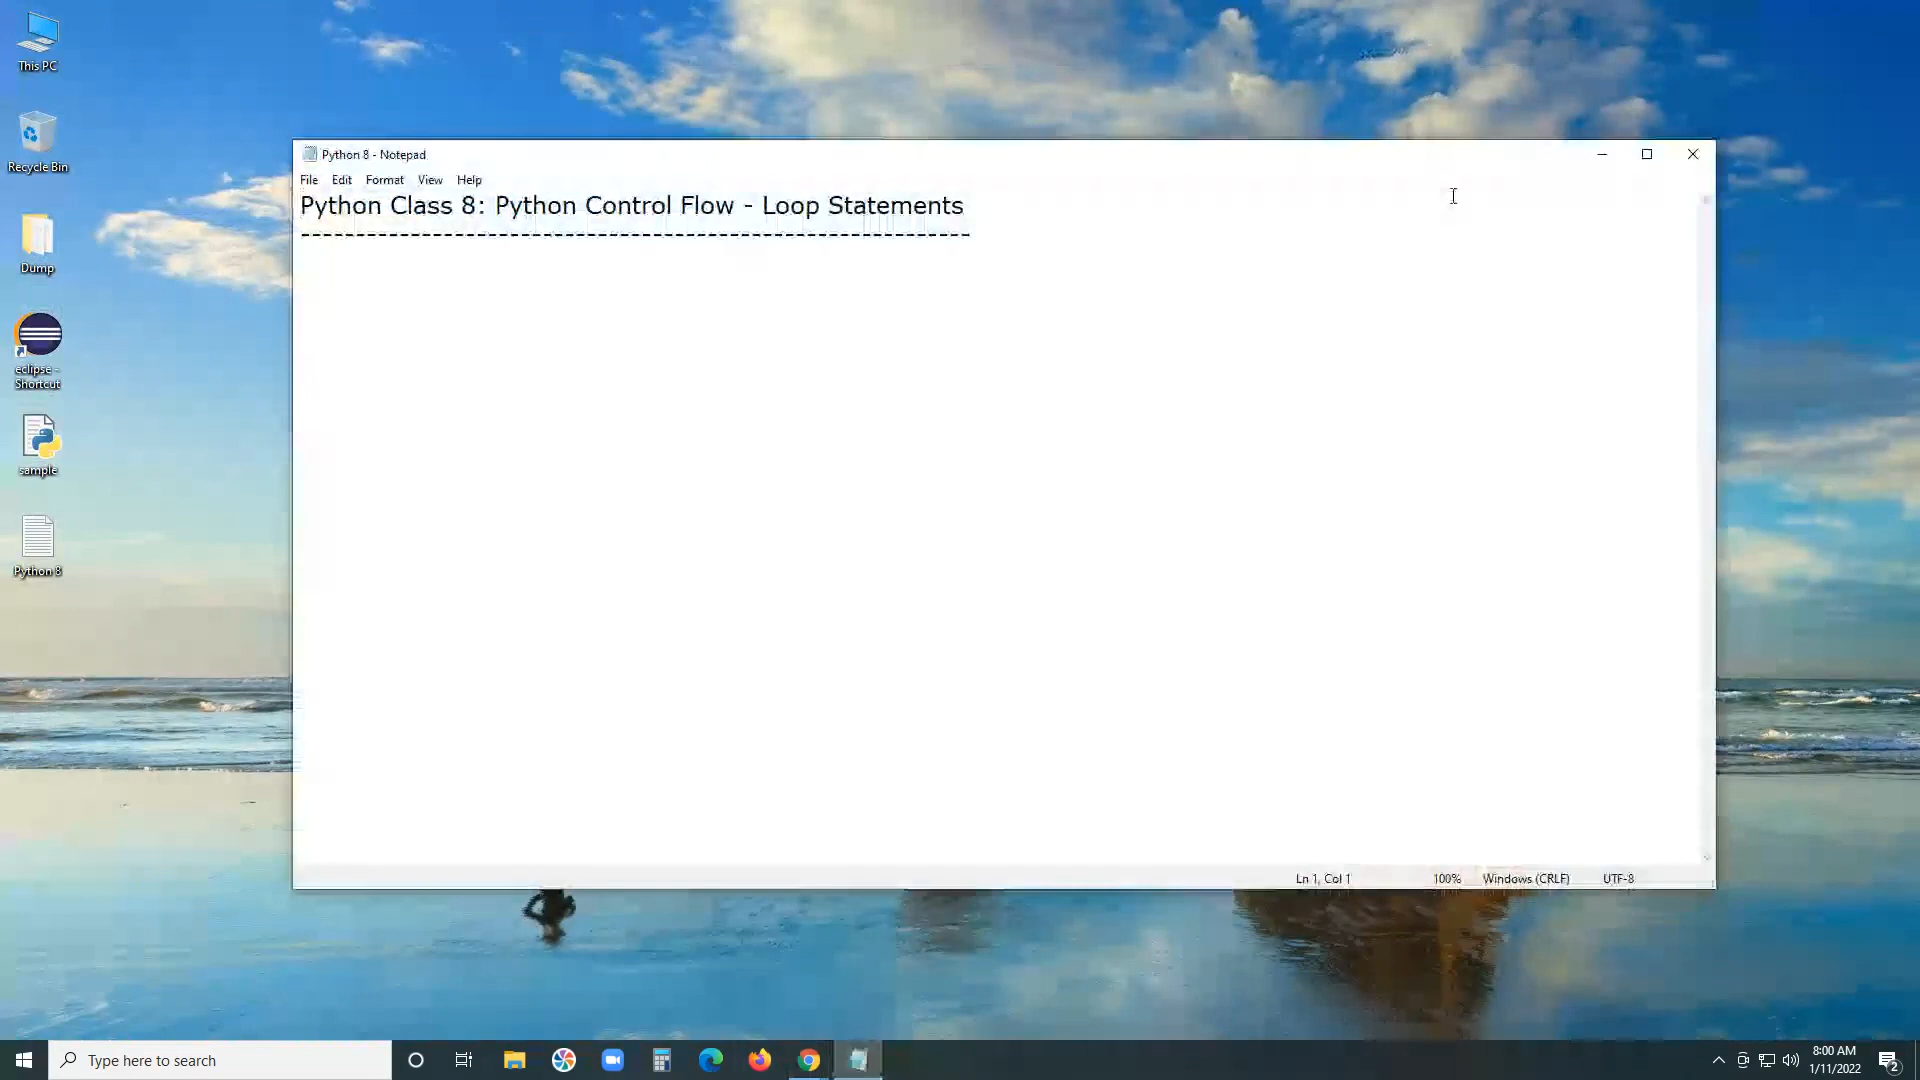 This PC
Recycle Bin
Dump
eclipse -
Shortcut
sample
Python 8
Python 8 - Notepad
File Edit Format View Help
Python Class 8: Python Control Flow - Loop Statements
-------------------------------------------------------
Ln 1, Col 1 100% Windows (CRLF) UTF-8
Type here to search
8:00 AM
1/11/2022
2